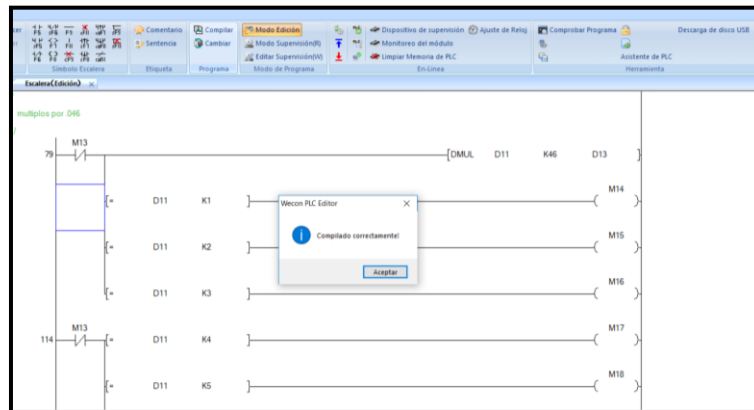 Comentario Compilar Modo Edición Dispositivo de supervisión Ajuste de Reloj Comprobar Programa Descarga de disco USB
Sentencia Cambiar Modo Supervisión(R) Monitoreo del módulo
Editar Supervisión(W) Limpiar Memoria de PLC Asistente de PLC
Símbolo Escalera Etiqueta Programa Modo de Programa En-Línea Herramienta
Escalera(Edición)
multiplos por .046
M13
79 [DMUL D11 K46 D13 ]
M14
[= D11 K1 ] ( )
M15
[= D11 K2 ] ( )
M16
[= D11 K3 ] ( )
M13 M17
114 [= D11 K4 ] ( )
M18
[= D11 K5 ] ( )
Wecon PLC Editor
Compilado correctamente!
Aceptar